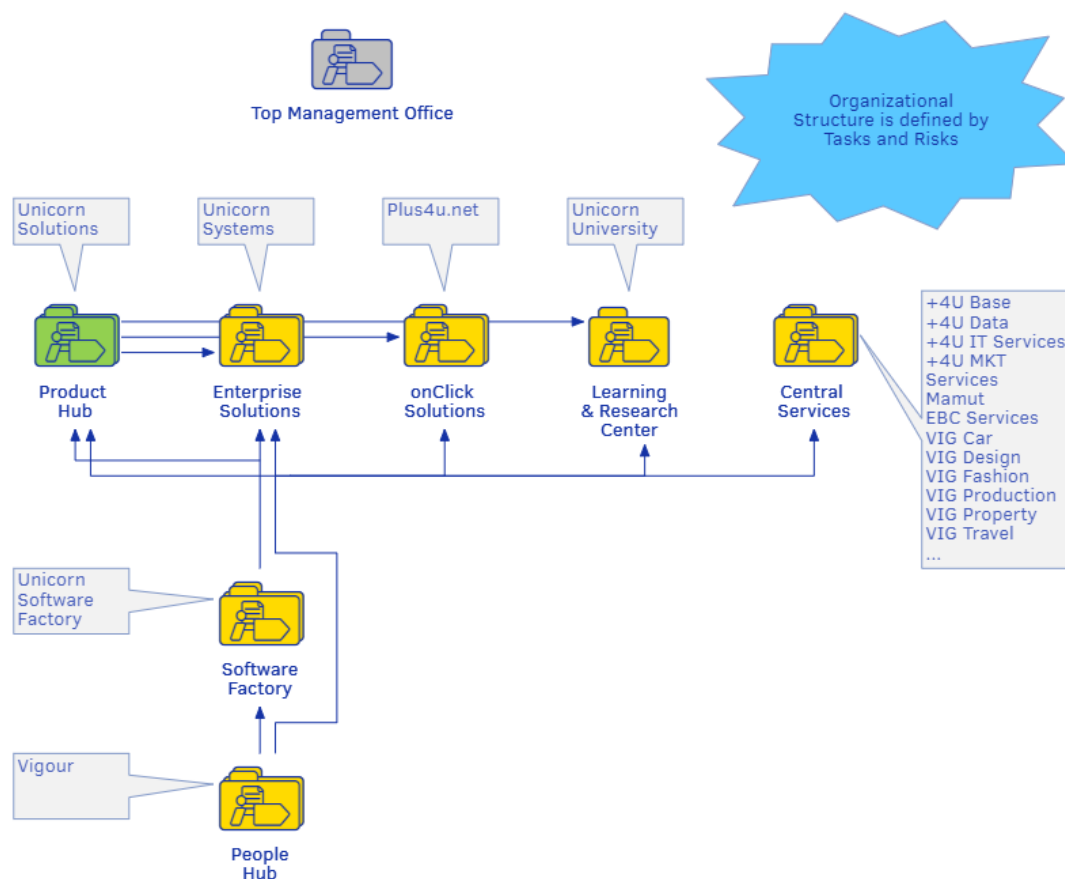 Top Management Office
Organizational
Structure is defined by
Tasks and Risks
Unicorn
Solutions
Unicorn
Systems
Plus4u.net
Unicorn
University
Product
Hub
Enterprise
Solutions
onClick
Solutions
Learning
& Research
Center
Central
Services
+4U Base
+4U Data
+4U IT Services
+4U MKT
Services
Mamut
EBC Services
VIG Car
VIG Design
VIG Fashion
VIG Production
VIG Property
VIG Travel
...
Unicorn
Software
Factory
Software
Factory
Vigour
People
Hub